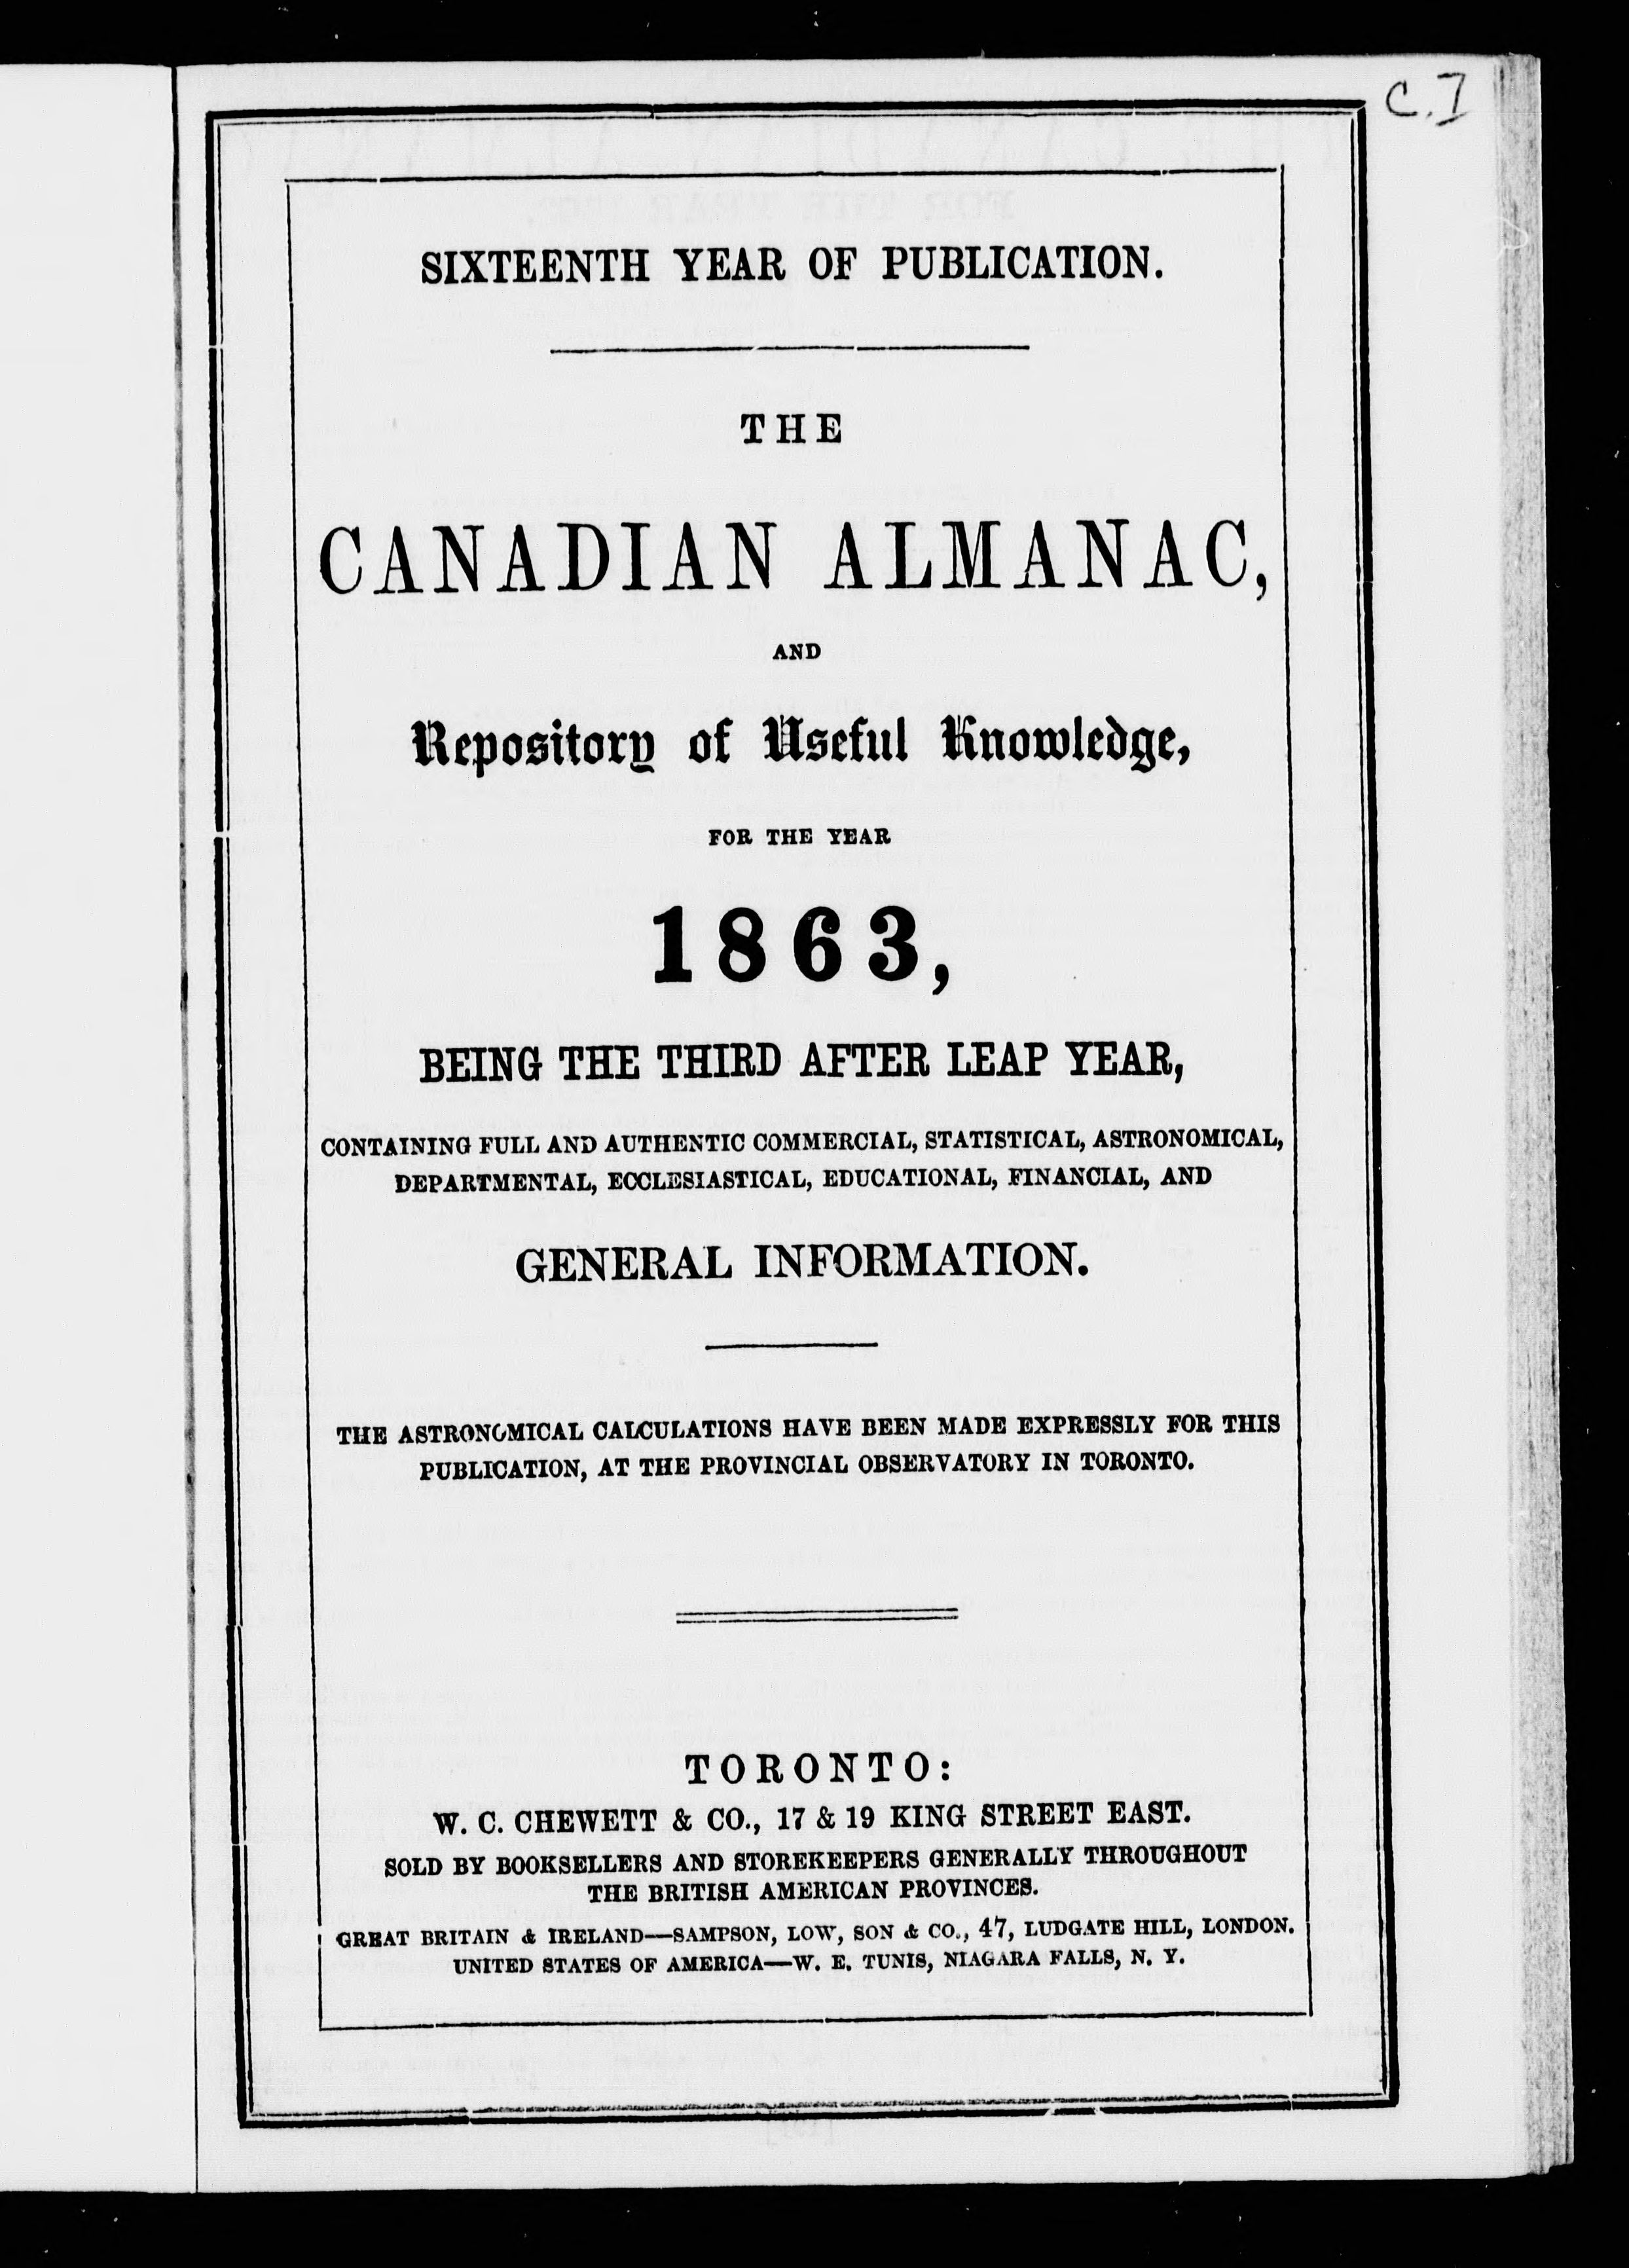 C.I
SIXTEENTH YEAR OF PUBLICATION.
THE
CANADIAN ALMANAC,
AND
Repository of Useful Knowledge,
FOR THE YEAR
1863,
BEING THE THIRD AFTER LEAP YEAR,
CONTAINING FULL AND AUTHENTIC COMMERCIAL, STATISTICAL, ASTRONOMICAL,
DEPARTMENTAL, ECCLESIASTICAL, EDUCATIONAL, FINANCIAL, AND
GENERAL INFORMATION.
THE ASTRONOMICAL CALCULATIONS HAVE BEEN MADE EXPRESSLY FOR THIS
PUBLICATION, AT THE PROVINCIAL OBSERVATORY IN TORONTO.
TORONTO:
W. C. CHEWETT & CO., 17 & 19 KING STREET EAST.
SOLD BY BOOKSELLERS AND STOREKEEPERS GENERALLY THROUGHOUT
THE BRITISH AMERICAN PROVINCES.
GREAT BRITAIN & IRELAND—SAMPSON, LOW, SON & CO., 47, LUDGATE HILL, LONDON.
UNITED STATES OF AMERICA—W. E. TUNIS, NIAGARA FALLS, N. Y.